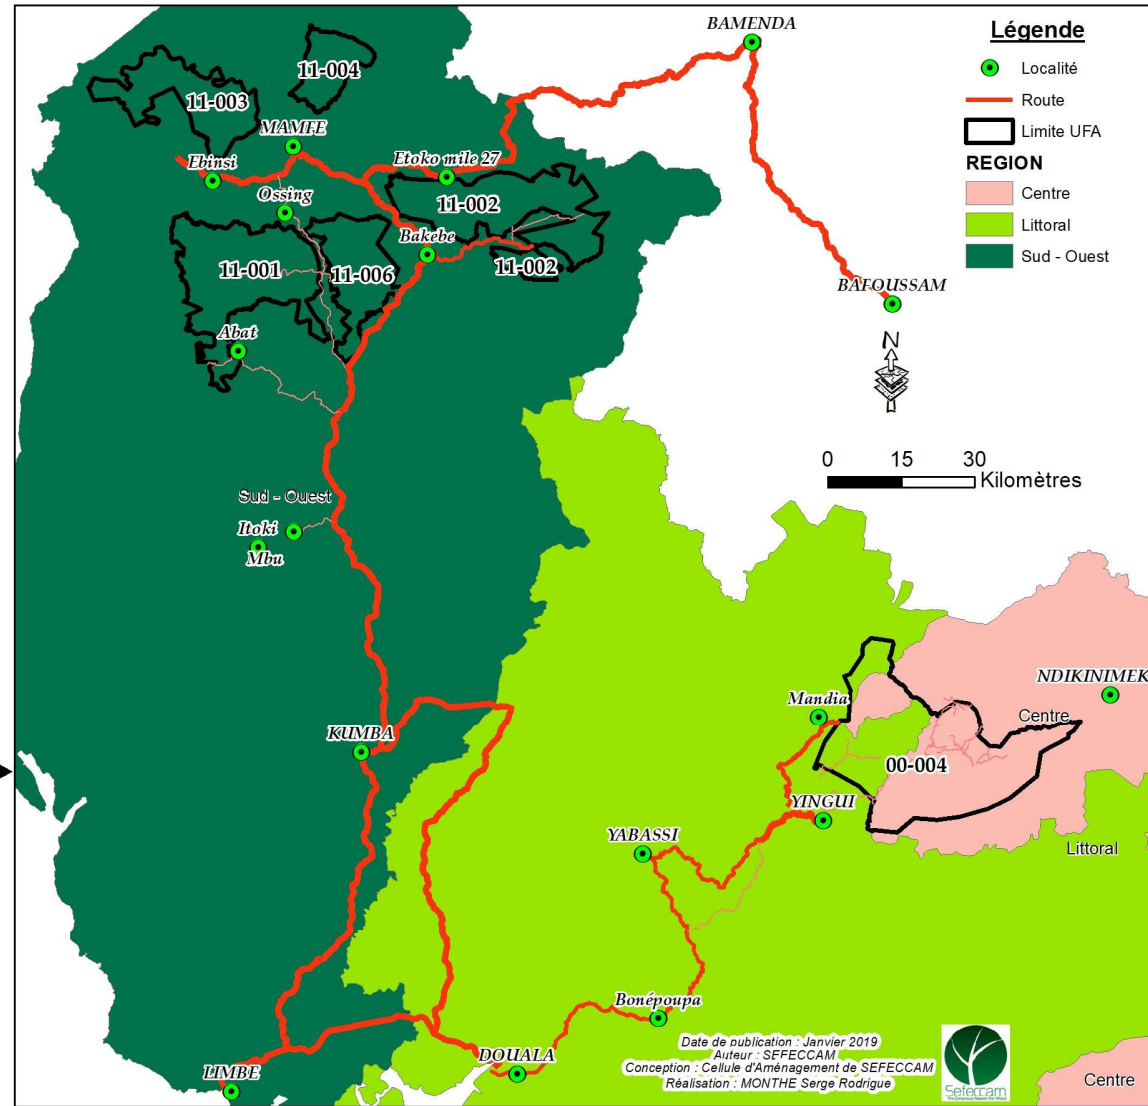 BAMENDA
Légende
Localité
Route
Limite UFA
REGION
Centre
Littoral
Sud - Ouest
11-004
11-003
MAMFE
Ebinsi
Etoko mile 27
Ossing
11-002
Bakebe
11-002
11-001
11-006
BAFOUSSAM
Abat
N
0 15 30
Kilomètres
Sud - Ouest
Itoki
Mbu
NDIKINIMEK
Mandia
Centre
KUMBA
00-004
YINGUI
YABASSI
Littoral
Bonépoupa
DOUALA
LIMBE
Date de publication : Janvier 2019
Auteur : SFFECCAM
Conception : Cellule d'Aménagement de SEFECCAM
Réalisation : MONTHE Serge Rodrigue
Sefeccam
Centre